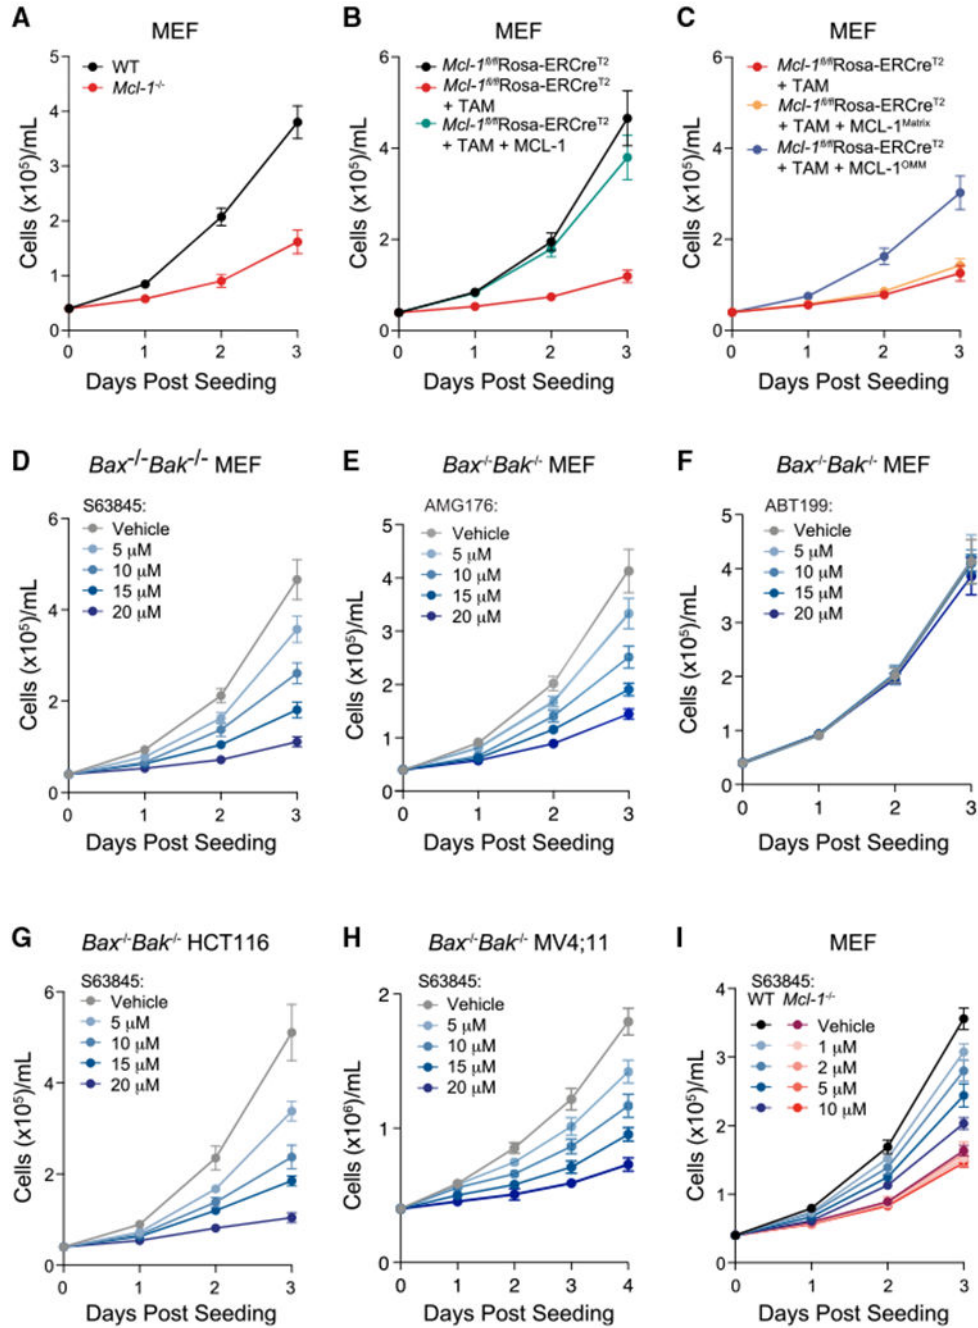 A
MEF
WT
Mcl-1⁻/⁻
Cells (x10⁵)/mL
5
4
3
2
1
0
0 1 2 3
Days Post Seeding
B
MEF
Mcl-1ᶠˡ/ᶠˡRosa-ERCreᵀ²
Mcl-1ᶠˡ/ᶠˡRosa-ERCreᵀ²
+ TAM
Mcl-1ᶠˡ/ᶠˡRosa-ERCreᵀ²
+ TAM + MCL-1
Cells (x10⁵)/mL
6
4
2
0
0 1 2 3
Days Post Seeding
C
MEF
Mcl-1ᶠˡ/ᶠˡRosa-ERCreᵀ²
+ TAM
Mcl-1ᶠˡ/ᶠˡRosa-ERCreᵀ²
+ TAM + MCL-1ᴹᵃᵗʳⁱˣ
Mcl-1ᶠˡ/ᶠˡRosa-ERCreᵀ²
+ TAM + MCL-1ᴼᴹᴹ
Cells (x10⁵)/mL
6
4
2
0
0 1 2 3
Days Post Seeding
D
Bax⁻/⁻Bak⁻/⁻ MEF
S63845:
Vehicle
5 µM
10 µM
15 µM
20 µM
Cells (x10⁵)/mL
6
4
2
0
0 1 2 3
Days Post Seeding
E
Bax⁻/⁻Bak⁻/⁻ MEF
AMG176:
Vehicle
5 µM
10 µM
15 µM
20 µM
Cells (x10⁵)/mL
5
4
3
2
1
0
0 1 2 3
Days Post Seeding
F
Bax⁻/⁻Bak⁻/⁻ MEF
ABT199:
Vehicle
5 µM
10 µM
15 µM
20 µM
Cells (x10⁵)/mL
5
4
3
2
1
0
0 1 2 3
Days Post Seeding
G
Bax⁻/⁻Bak⁻/⁻ HCT116
S63845:
Vehicle
5 µM
10 µM
15 µM
20 µM
Cells (x10⁵)/mL
6
4
2
0
0 1 2 3
Days Post Seeding
H
Bax⁻/⁻Bak⁻/⁻ MV4;11
S63845:
Vehicle
5 µM
10 µM
15 µM
20 µM
Cells (x10⁶)/mL
2
1
0
0 1 2 3 4
Days Post Seeding
I
MEF
S63845:
WT Mcl-1⁻/⁻
Vehicle
1 µM
2 µM
5 µM
10 µM
Cells (x10⁵)/mL
4
3
2
1
0
0 1 2 3
Days Post Seeding